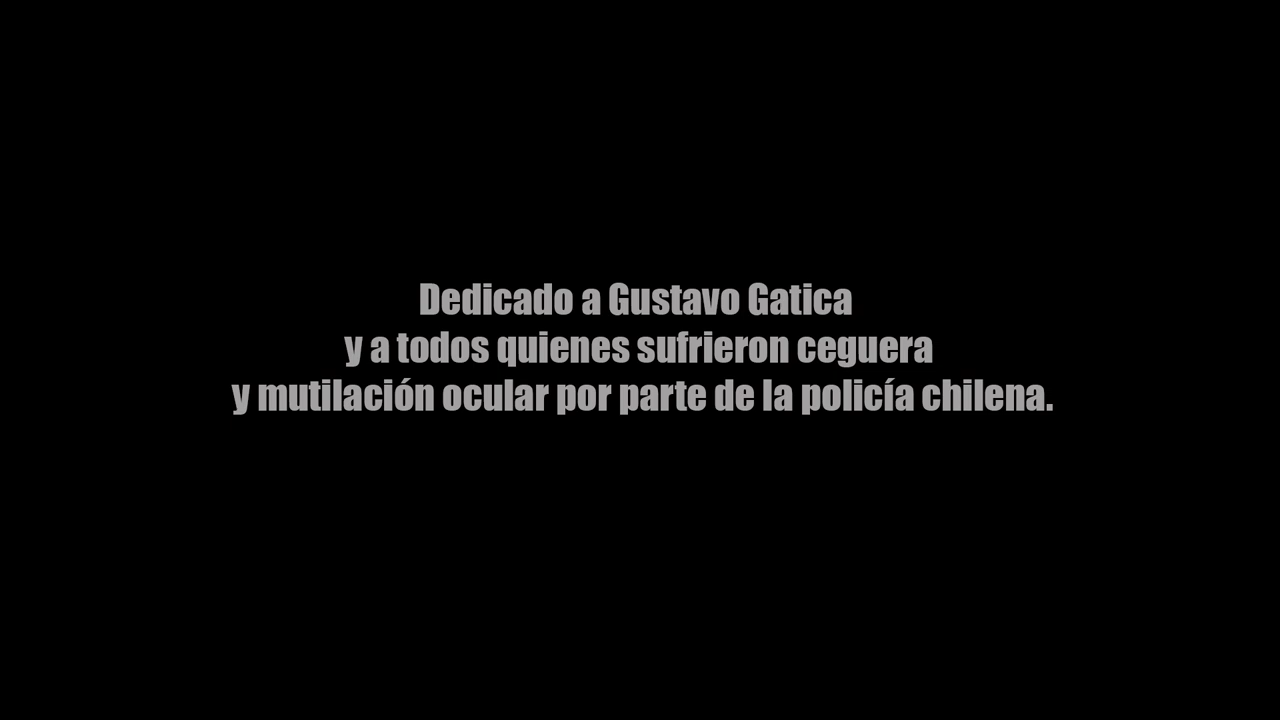 Dedicado a Gustavo Gatica
y a todos quienes sufrieron ceguera
y mutilación ocular por parte de la policía chilena.